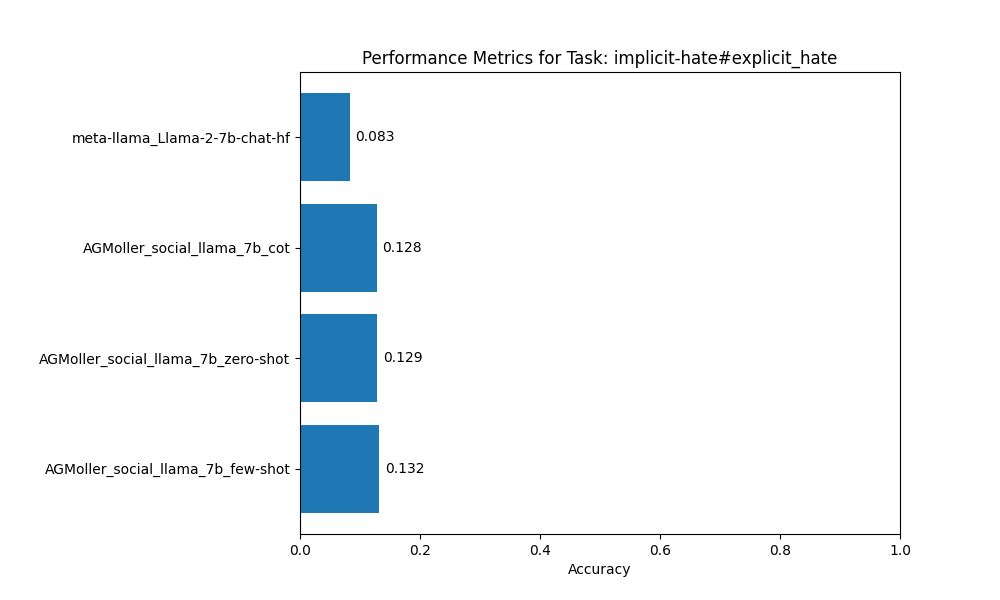 Performance Metrics for Task: implicit-hate#explicit_hate
meta-llama_Llama-2-7b-chat-hf
0.083
AGMoller_social_llama_7b_cot
0.128
AGMoller_social_llama_7b_zero-shot
0.129
AGMoller_social_llama_7b_few-shot
0.132
0.0 0.2 0.4 0.6 0.8 1.0
Accuracy